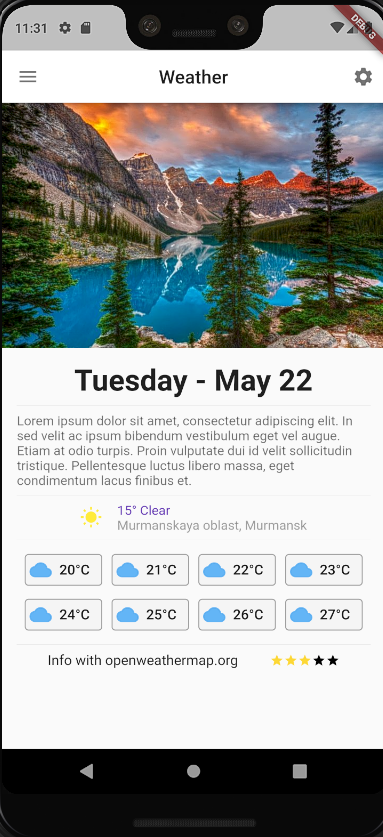 11:31
DEBUG
Weather
Tuesday - May 22
Lorem ipsum dolor sit amet, consectetur adipiscing elit. In
sed velit ac ipsum bibendum vestibulum eget vel augue.
Etiam at odio turpis. Proin vulputate dui id velit sollicitudin
tristique. Pellentesque luctus libero massa, eget
condimentum lacus finibus et.
15° Clear
Murmanskaya oblast, Murmansk
20°C 21°C 22°C 23°C
24°C 25°C 26°C 27°C
Info with openweathermap.org